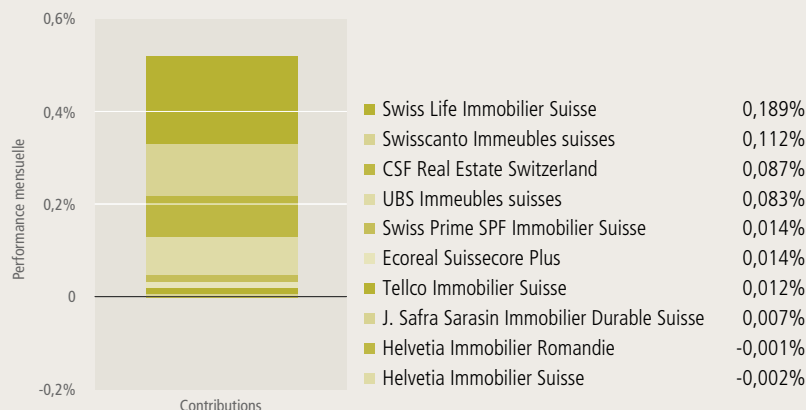 0,6%
0,4%
0,2%
0
-0,2%
Performance mensuelle
Contributions
Swiss Life Immobilier Suisse 0,189%
Swisscanto Immeubles suisses 0,112%
CSF Real Estate Switzerland 0,087%
UBS Immeubles suisses 0,083%
Swiss Prime SPF Immobilier Suisse 0,014%
Ecoreal Suissecore Plus 0,014%
Tellco Immobilier Suisse 0,012%
J. Safra Sarasin Immobilier Durable Suisse 0,007%
Helvetia Immobilier Romandie -0,001%
Helvetia Immobilier Suisse -0,002%